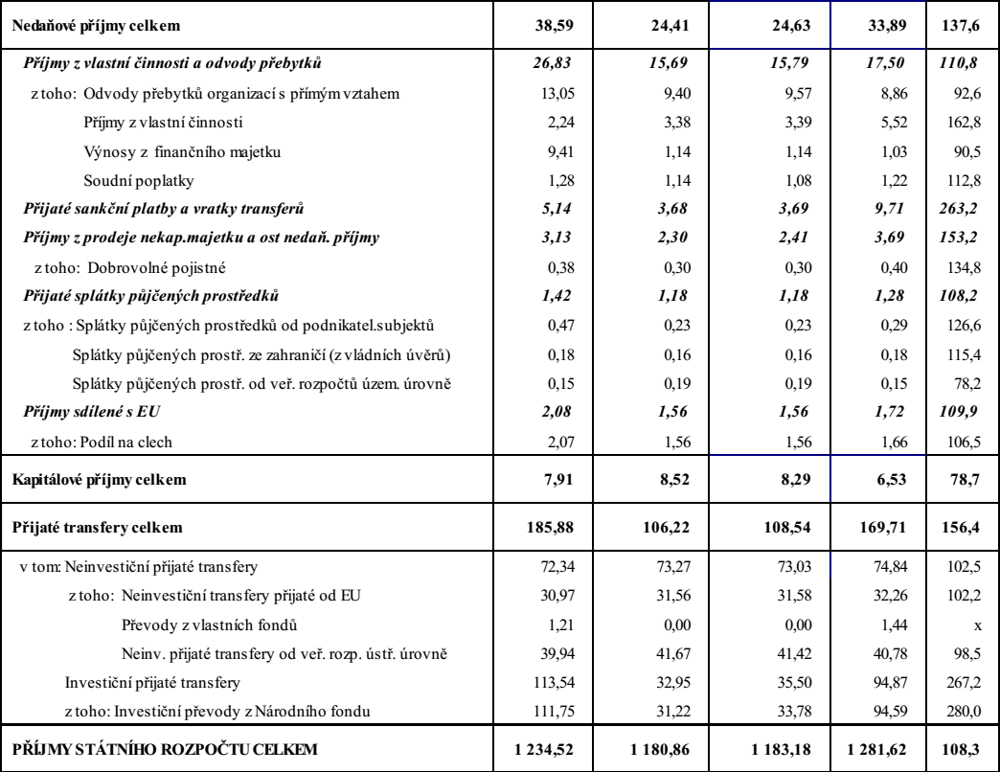 Nedaňové příjmy celkem 38,59 24,41 24,63 33,89 137,6
Příjmy z vlastní činnosti a odvody přebytků 26,83 15,69 15,79 17,50 110,8
z toho: Odvody přebytků organizací s přímým vztahem 13,05 9,40 9,57 8,86 92,6
Příjmy z vlastní činnosti 2,24 3,38 3,39 5,52 162,8
Výnosy z finančního majetku 9,41 1,14 1,14 1,03 90,5
Soudní poplatky 1,28 1,14 1,08 1,22 112,8
Přijaté sankční platby a vratky transferů 5,14 3,68 3,69 9,71 263,2
Příjmy z prodeje nekap.majetku a ost nedaň. příjmy 3,13 2,30 2,41 3,69 153,2
z toho: Dobrovolné pojistné 0,38 0,30 0,30 0,40 134,8
Přijaté splátky půjčených prostředků 1,42 1,18 1,18 1,28 108,2
z toho : Splátky půjčených prostředků od podnikatel.subjektů 0,47 0,23 0,23 0,29 126,6
Splátky půjčených prostř. ze zahraničí (z vládních úvěrů) 0,18 0,16 0,16 0,18 115,4
Splátky půjčených prostř. od veř. rozpočtů územ. úrovně 0,15 0,19 0,19 0,15 78,2
Příjmy sdílené s EU 2,08 1,56 1,56 1,72 109,9
z toho: Podíl na clech 2,07 1,56 1,56 1,66 106,5
Kapitálové příjmy celkem 7,91 8,52 8,29 6,53 78,7
Přijaté transfery celkem 185,88 106,22 108,54 169,71 156,4
v tom: Neinvestiční přijaté transfery 72,34 73,27 73,03 74,84 102,5
z toho: Neinvestiční transfery přijaté od EU 30,97 31,56 31,58 32,26 102,2
Převody z vlastních fondů 1,21 0,00 0,00 1,44 x
Neinv. přijaté transfery od veř. rozp. ústř. úrovně 39,94 41,67 41,42 40,78 98,5
Investiční přijaté transfery 113,54 32,95 35,50 94,87 267,2
z toho: Investiční převody z Národního fondu 111,75 31,22 33,78 94,59 280,0
PŘÍJMY STÁTNÍHO ROZPOČTU CELKEM 1 234,52 1 180,86 1 183,18 1 281,62 108,3